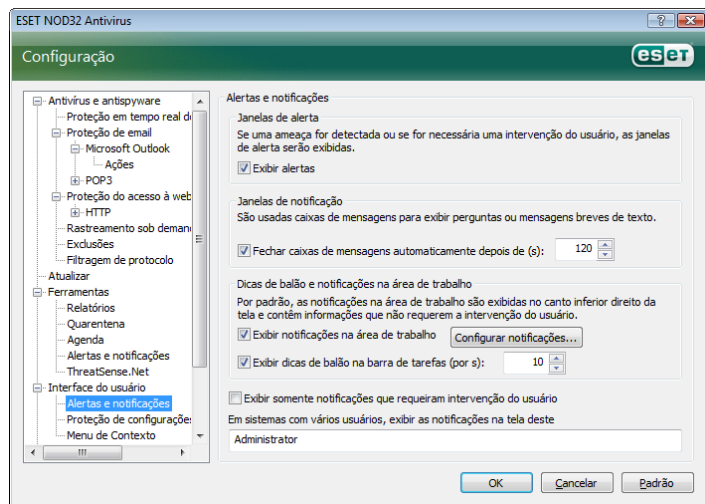 ESET NOD32 Antivirus
Configuração
eseT
Antivírus e antispyware
Proteção em tempo real d
Proteção de email
Microsoft Outlook
Ações
POP3
Proteção do acesso à web
HTTP
Rastreamento sob deman
Exclusões
Filtragem de protocolo
Atualizar
Ferramentas
Relatórios
Quarentena
Agenda
Alertas e notificações
ThreatSense.Net
Interface do usuário
Alertas e notificações
Proteção de configurações
Menu de Contexto
Alertas e notificações
Janelas de alerta
Se uma ameaça for detectada ou se for necessária uma intervenção do usuário, as janelas
de alerta serão exibidas.
Exibir alertas
Janelas de notificação
São usadas caixas de mensagens para exibir perguntas ou mensagens breves de texto.
Fechar caixas de mensagens automaticamente depois de (s): 120
Dicas de balão e notificações na área de trabalho
Por padrão, as notificações na área de trabalho são exibidas no canto inferior direito da
tela e contêm informações que não requerem a intervenção do usuário.
Exibir notificações na área de trabalho Configurar notificações...
Exibir dicas de balão na barra de tarefas (por s): 10
Exibir somente notificações que requeiram intervenção do usuário
Em sistemas com vários usuários, exibir as notificações na tela deste
Administrator
OK Cancelar Padrão